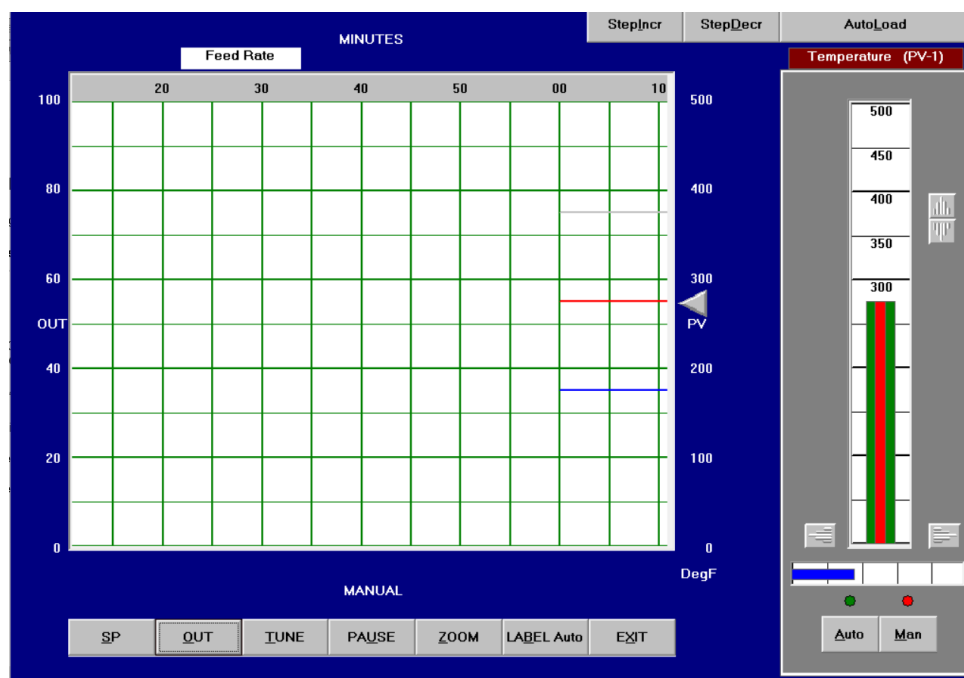 StepIncr StepDecr AutoLoad
MINUTES
Feed Rate Temperature (PV-1)
20 30 40 50 00 10
100 500 500
450
80 400 400
350
60 300 300
OUT PV
40 200
20 100
0 0
DegF
MANUAL
SP OUT TUNE PAUSE ZOOM LABEL Auto EXIT Auto Man